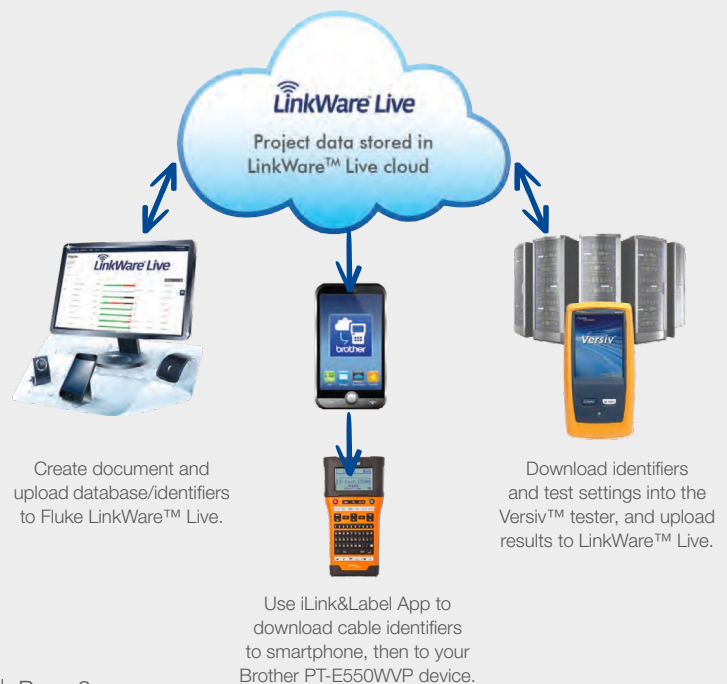 LinkWare Live
Project data stored in
LinkWare™ Live cloud
LinkWare Live
brother
Versiv
Create document and
upload database/identifiers
to Fluke LinkWare™ Live.
Use iLink&Label App to
download cable identifiers
to smartphone, then to your
Brother PT-E550WVP device.
Download identifiers
and test settings into the
Versiv™ tester, and upload
results to LinkWare™ Live.